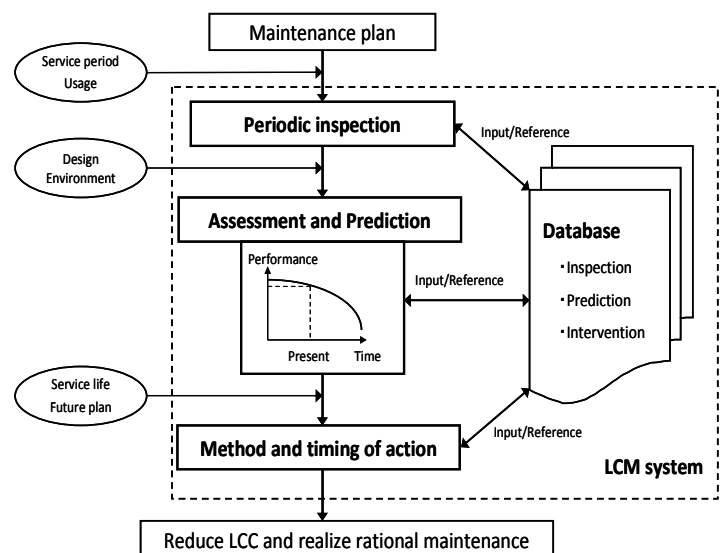 Maintenance plan
Service period
Usage
Periodic inspection
Input/Reference
Design
Environment
Assessment and Prediction
Database
・Inspection
・Prediction
・Intervention
Performance
Input/Reference
Present
Time
Service life
Future plan
Input/Reference
Method and timing of action
LCM system
Reduce LCC and realize rational maintenance